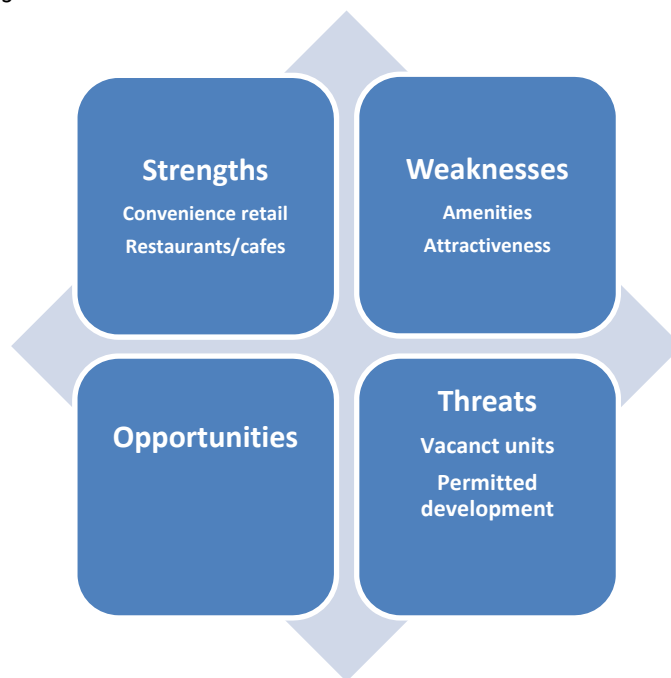 Strengths
Convenience retail
Restaurants/cafes
Weaknesses
Amenities
Attractiveness
Opportunities
Threats
Vacanct units
Permitted
development